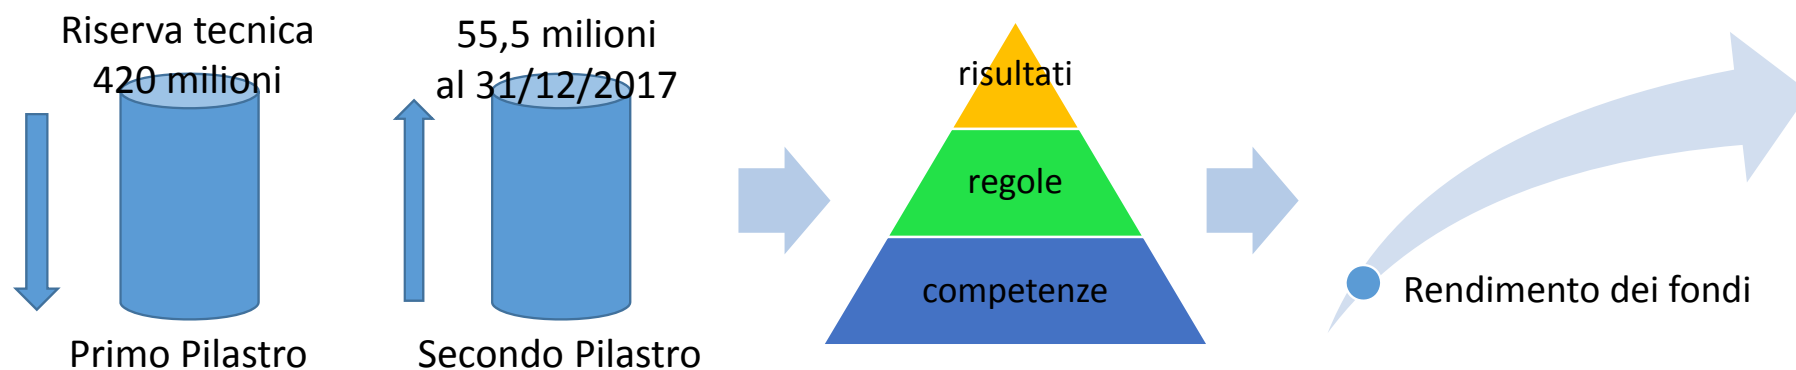 Riserva tecnica
420 milioni
Primo Pilastro
55,5 milioni
al 31/12/2017
Secondo Pilastro
risultati
regole
competenze
Rendimento dei fondi